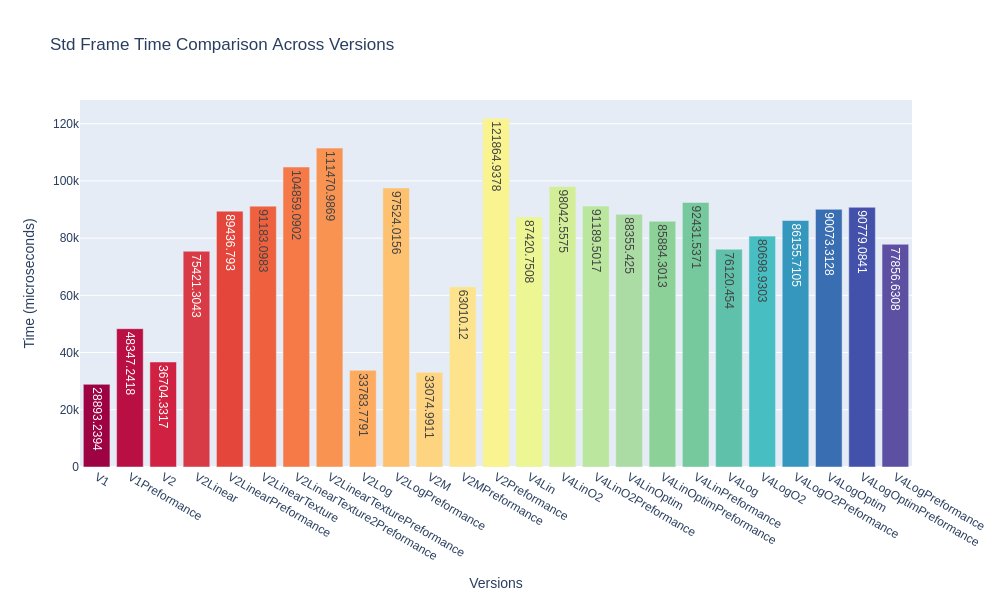 Std Frame Time Comparison Across Versions
Time (microseconds)
120k
100k
80k
60k
40k
20k
0
28893.2394
48347.2418
36704.3317
75421.3043
89436.793
91183.0983
104859.0902
111470.9869
33783.7791
97524.0156
33074.9911
63010.12
121864.9378
87420.7508
98042.5575
91189.5017
88355.425
85884.3013
92431.5371
76120.454
80698.9303
86155.7105
90073.3128
90779.0841
77856.6308
V1
V1Preformance
V2
V2Linear
V2LinearPreformance
V2LinearTexture
V2LinearTexture2Preformance
V2LinearTexturePreformance
V2Log
V2LogPreformance
V2M
V2MPreformance
V2Preformance
V4Lin
V4LinO2
V4LinO2Preformance
V4LinOptim
V4LinOptimPreformance
V4LinPreformance
V4Log
V4LogO2
V4LogO2Preformance
V4LogOptim
V4LogOptimPreformance
V4LogPreformance
Versions